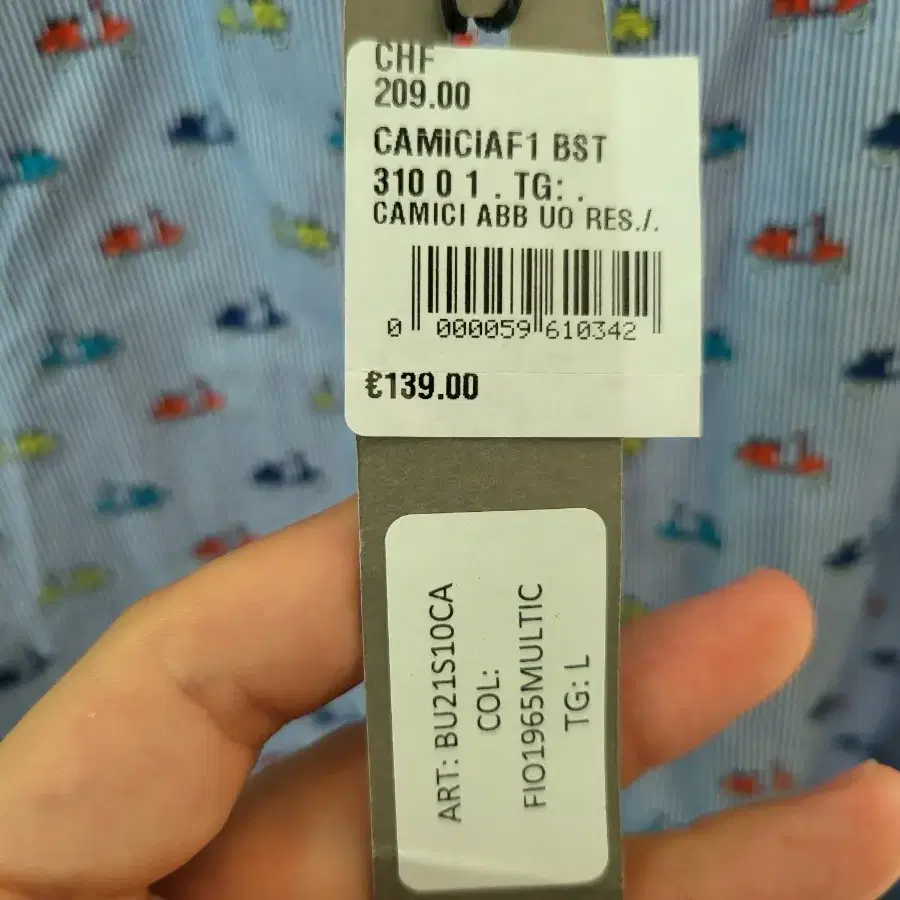 CHF
209.00
CAMICIAF1 BST
310 0 1 . TG: .
CAMICI ABB UO RES./.
0 000059 610342
€139.00
ART: BU21S10CA
COL:
FIO1965MULTIC
TG: L